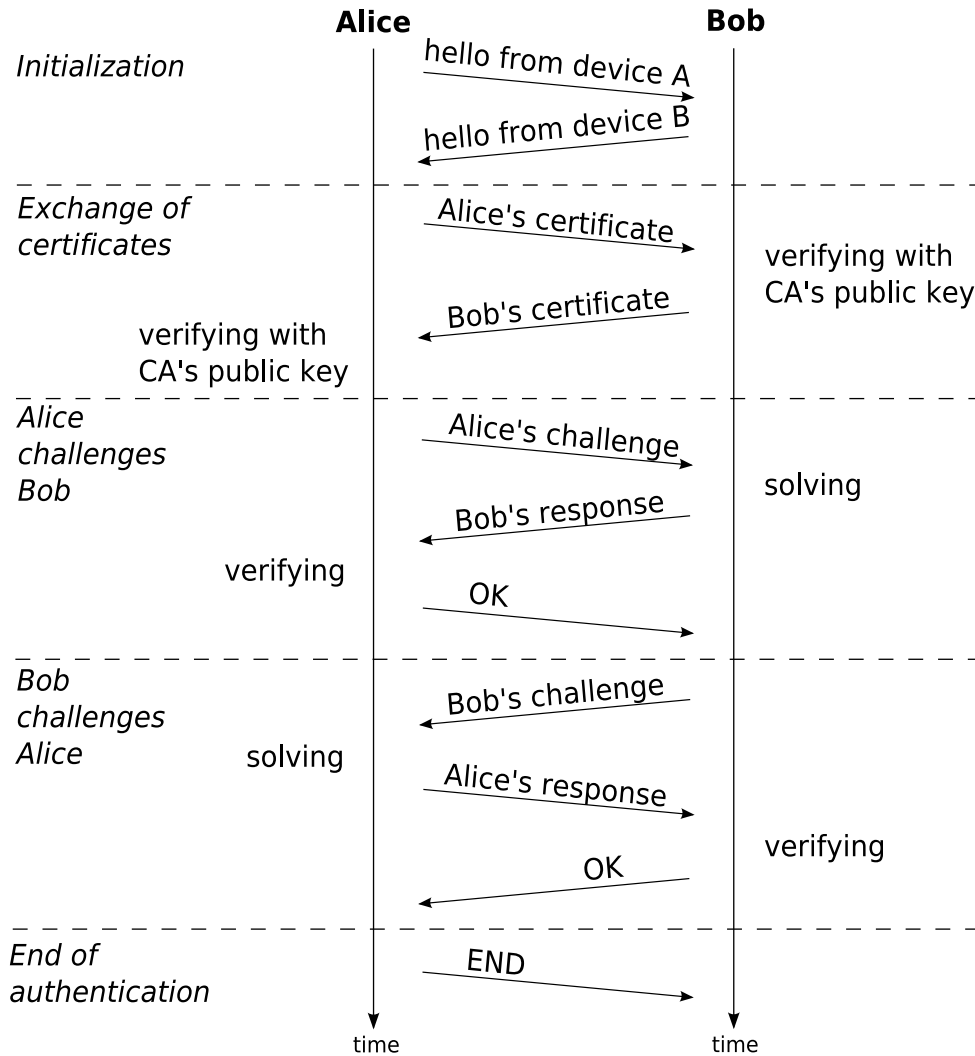 Alice
Bob
Initialization
hello from device A
hello from device B
Exchange of
certificates
Alice's certificate
verifying with
CA's public key
Bob's certificate
verifying with
CA's public key
Alice
challenges
Bob
Alice's challenge
solving
Bob's response
verifying
OK
Bob
challenges
Alice
Bob's challenge
solving
Alice's response
verifying
OK
End of
authentication
END
time
time